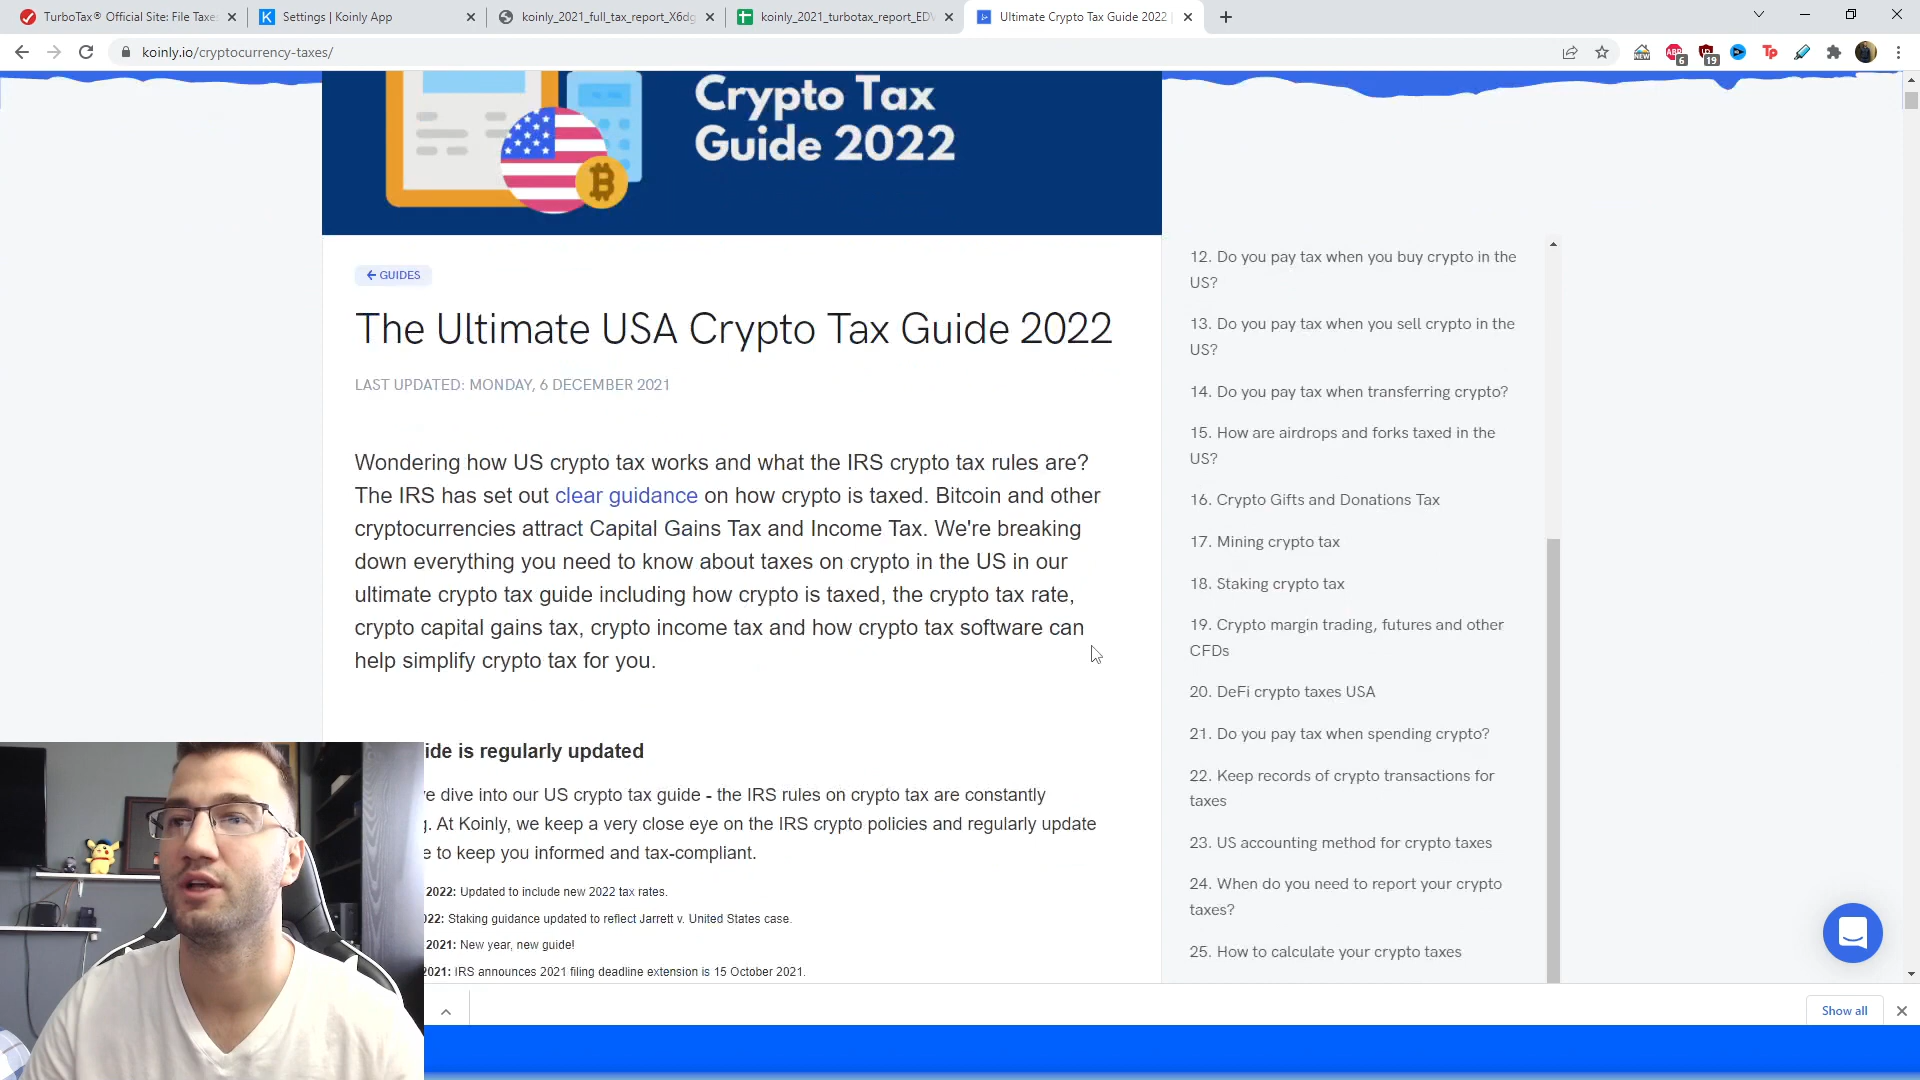 TurboTax® Official Site: File Taxes
Settings | Koinly App
koinly_2021_full_tax_report_X6dg
koinly_2021_turbotax_report_EDV
Ultimate Crypto Tax Guide 2022 |
koinly.io/cryptocurrency-taxes/
NEW
ABP
6
19
Tp
Crypto Tax
Guide 2022
← GUIDES
The Ultimate USA Crypto Tax Guide 2022
LAST UPDATED: MONDAY, 6 DECEMBER 2021
Wondering how US crypto tax works and what the IRS crypto tax rules are?
The IRS has set out clear guidance on how crypto is taxed. Bitcoin and other
cryptocurrencies attract Capital Gains Tax and Income Tax. We're breaking
down everything you need to know about taxes on crypto in the US in our
ultimate crypto tax guide including how crypto is taxed, the crypto tax rate,
crypto capital gains tax, crypto income tax and how crypto tax software can
help simplify crypto tax for you.
ide is regularly updated
dive into our US crypto tax guide - the IRS rules on crypto tax are constantly
At Koinly, we keep a very close eye on the IRS crypto policies and regularly update
e to keep you informed and tax-compliant.
2022: Updated to include new 2022 tax rates.
22: Staking guidance updated to reflect Jarrett v. United States case.
2021: New year, new guide!
021: IRS announces 2021 filing deadline extension is 15 October 2021.
12. Do you pay tax when you buy crypto in the
US?
13. Do you pay tax when you sell crypto in the
US?
14. Do you pay tax when transferring crypto?
15. How are airdrops and forks taxed in the
US?
16. Crypto Gifts and Donations Tax
17. Mining crypto tax
18. Staking crypto tax
19. Crypto margin trading, futures and other
CFDs
20. DeFi crypto taxes USA
21. Do you pay tax when spending crypto?
22. Keep records of crypto transactions for
taxes
23. US accounting method for crypto taxes
24. When do you need to report your crypto
taxes?
25. How to calculate your crypto taxes
Show all